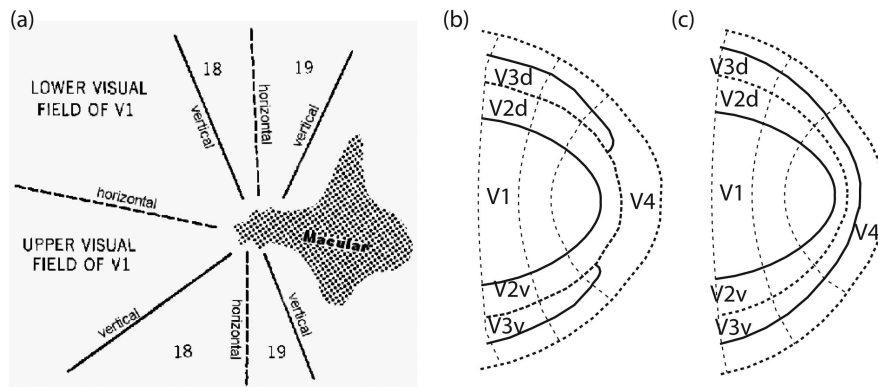 (a)
LOWER VISUAL
FIELD OF V1
18
19
vertical
horizontal
vertical
horizontal
Macular
UPPER VISUAL
FIELD OF V1
vertical
18
horizontal
19
vertical
(b)
V3d
V2d
V1
V4
V2v
V3v
(c)
V3d
V2d
V1
V4
V2v
V3v